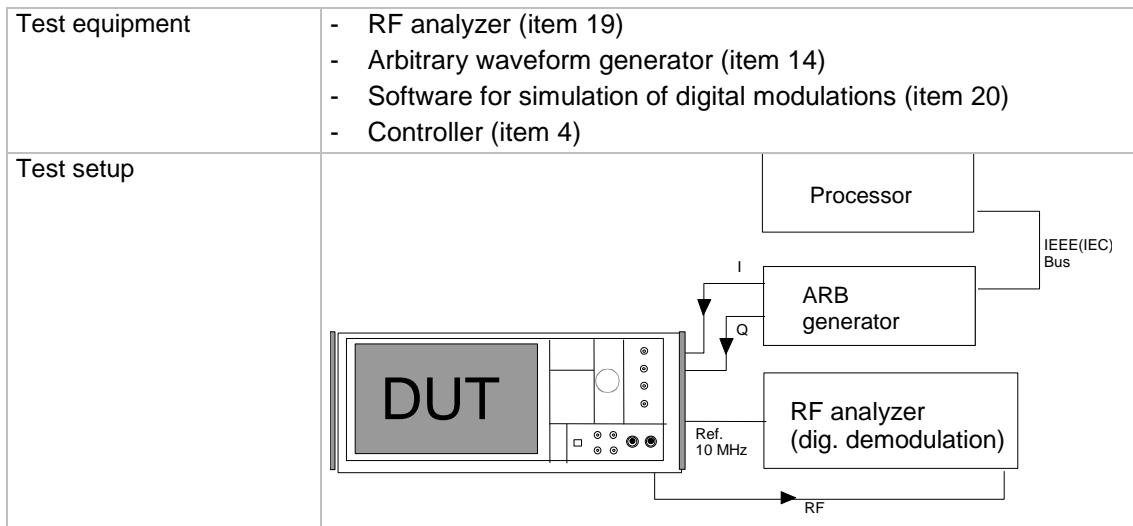 Test equipment
- RF analyzer (item 19)
- Arbitrary waveform generator (item 14)
- Software for simulation of digital modulations (item 20)
- Controller (item 4)
Test setup
Processor
IEEE(IEC)
Bus
I
ARB
generator
Q
DUT
RF analyzer
(dig. demodulation)
Ref.
10 MHz
RF